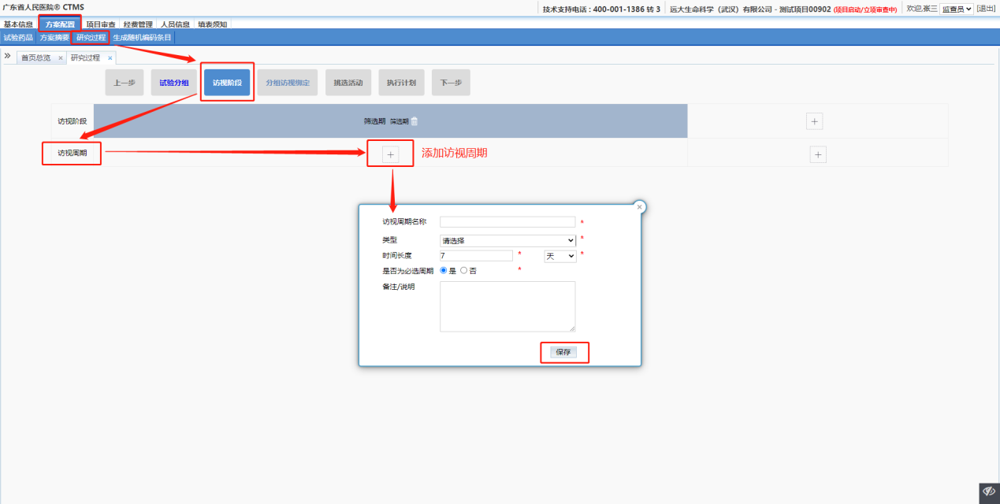 广东省人民医院® CTMS
技术支持电话：400-001-1386 转 3 远大生命科学（武汉）有限公司 - 测试项目00902 (项目启动/立项审查中) 欢迎,张三 监查员 [退出]
基本信息 方案配置 项目审查 经费管理 人员信息 填表须知
试验药品 方案摘要 研究过程 生成随机编码条目
» 首页总览 × 研究过程 ×
上一步 试验分组 访视阶段 分组访视绑定 挑选活动 执行计划 下一步
访视阶段 筛选期 筛选期 +
访视周期 + 添加访视周期 +
×
访视周期名称 *
类型 请选择 *
时间长度 7 * 天 *
是否为必选周期 是 否 *
备注/说明
保存